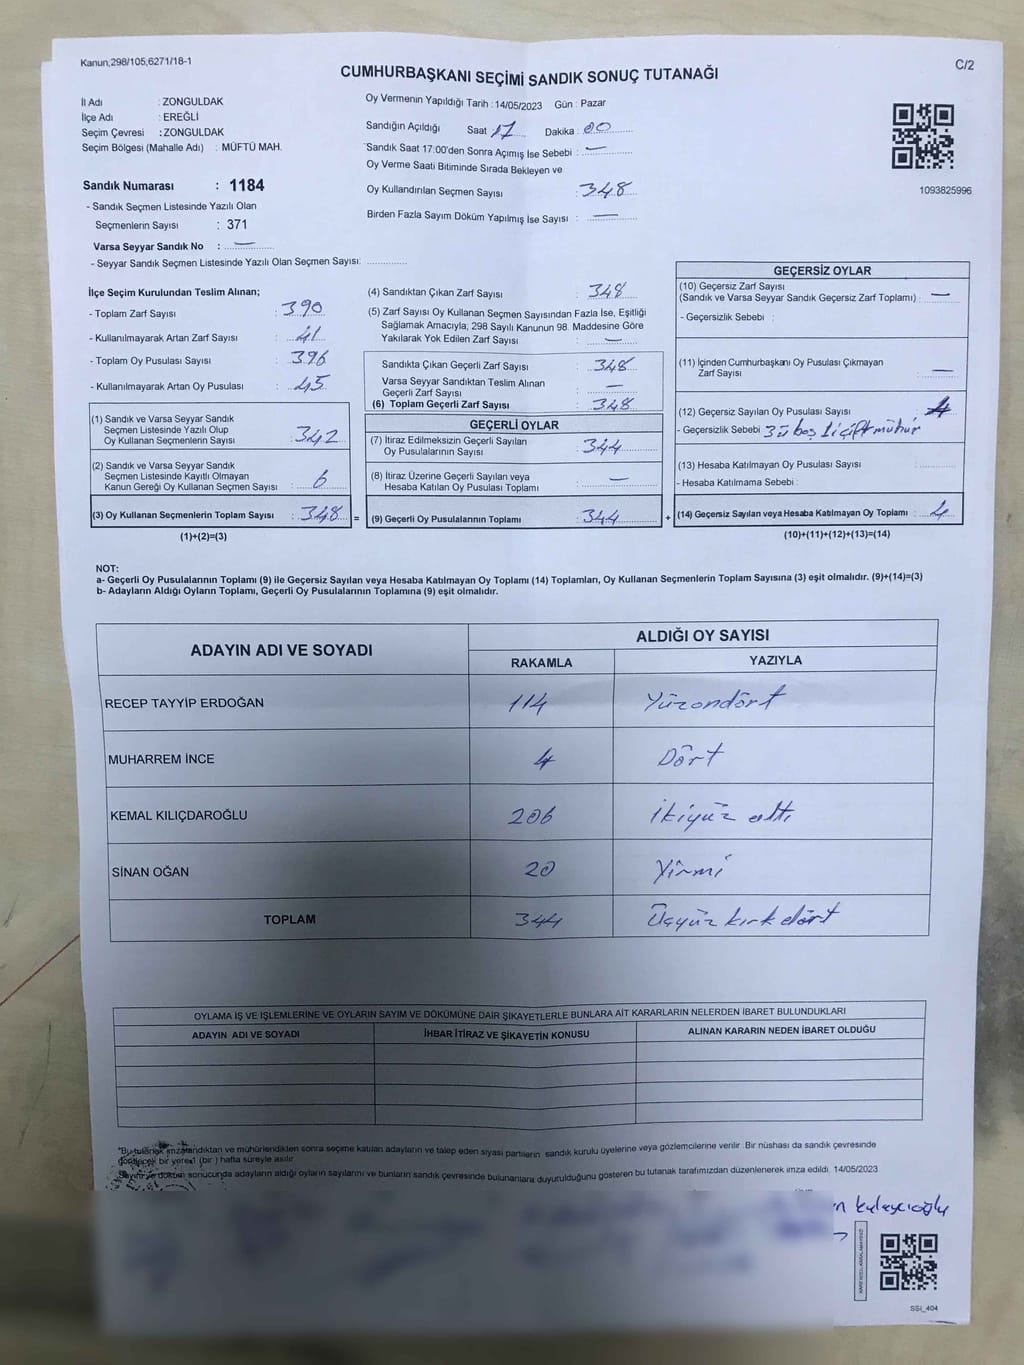 Kanun;298/105;6271/18-1
C/2
CUMHURBAŞKANI SEÇİMİ SANDIK SONUÇ TUTANAĞI
İl Adı : ZONGULDAK
İlçe Adı : EREĞLİ
Seçim Çevresi : ZONGULDAK
Seçim Bölgesi (Mahalle Adı) : MÜFTÜ MAH.
Sandık Numarası : 1184
- Sandık Seçmen Listesinde Yazılı Olan
Seçmenlerin Sayısı : 371
Varsa Seyyar Sandık No : —
- Seyyar Sandık Seçmen Listesinde Yazılı Olan Seçmen Sayısı:
Oy Vermenin Yapıldığı Tarih : 14/05/2023 Gün : Pazar
Sandığın Açıldığı Saat 17 Dakika : 00
Sandık Saat 17:00'den Sonra Açımış İse Sebebi : —
Oy Verme Saati Bitiminde Sırada Bekleyen ve
Oy Kullandırılan Seçmen Sayısı : 348
Birden Fazla Sayım Döküm Yapılmış İse Sayısı : —
1093825996
İlçe Seçim Kurulundan Teslim Alınan;
- Toplam Zarf Sayısı : 390
- Kullanılmayarak Artan Zarf Sayısı : 41
- Toplam Oy Pusulası Sayısı : 396
- Kullanılmayarak Artan Oy Pusulası : 45
(1) Sandık ve Varsa Seyyar Sandık
Seçmen Listesinde Yazılı Olup
Oy Kullanan Seçmenlerin Sayısı : 342
(2) Sandık ve Varsa Seyyar Sandık
Seçmen Listesinde Kayıtlı Olmayan
Kanun Gereği Oy Kullanan Seçmen Sayısı : 6
(3) Oy Kullanan Seçmenlerin Toplam Sayısı : 348
(1)+(2)=(3)
(4) Sandıktan Çıkan Zarf Sayısı : 348
(5) Zarf Sayısı Oy Kullanan Seçmen Sayısından Fazla İse, Eşitliği
Sağlamak Amacıyla; 298 Sayılı Kanunun 98. Maddesine Göre
Yakılarak Yok Edilen Zarf Sayısı : —
Sandıkta Çıkan Geçerli Zarf Sayısı : 348
Varsa Seyyar Sandıktan Teslim Alınan
Geçerli Zarf Sayısı : —
(6) Toplam Geçerli Zarf Sayısı : 348
GEÇERLİ OYLAR
(7) İtiraz Edilmeksizin Geçerli Sayılan
Oy Pusulalarının Sayısı : 344
(8) İtiraz Üzerine Geçerli Sayılan veya
Hesaba Katılan Oy Pusulası Toplamı : —
= (9) Geçerli Oy Pusulalarının Toplamı : 344
GEÇERSİZ OYLAR
(10) Geçersiz Zarf Sayısı
(Sandık ve Varsa Seyyar Sandık Geçersiz Zarf Toplamı) : —
- Geçersizlik Sebebi :
(11) İçinden Cumhurbaşkanı Oy Pusulası Çıkmayan
Zarf Sayısı : —
(12) Geçersiz Sayılan Oy Pusulası Sayısı : 4
- Geçersizlik Sebebi 3ü boş 1i çift mühür
(13) Hesaba Katılmayan Oy Pusulası Sayısı :
- Hesaba Katılmama Sebebi :
+ (14) Geçersiz Sayılan veya Hesaba Katılmayan Oy Toplamı : 4
(10)+(11)+(12)+(13)=(14)
NOT:
a- Geçerli Oy Pusulalarının Toplamı (9) ile Geçersiz Sayılan veya Hesaba Katılmayan Oy Toplamı (14) Toplamları, Oy Kullanan Seçmenlerin Toplam Sayısına (3) eşit olmalıdır. (9)+(14)=(3)
b- Adayların Aldığı Oyların Toplamı, Geçerli Oy Pusulalarının Toplamına (9) eşit olmalıdır.
ADAYIN ADI VE SOYADI
ALDIĞI OY SAYISI
RAKAMLA YAZIYLA
RECEP TAYYİP ERDOĞAN 114 Yüzondört
MUHARREM İNCE 4 Dört
KEMAL KILIÇDAROĞLU 206 İkiyüz altı
SİNAN OĞAN 20 Yirmi
TOPLAM 344 Üçyüz kırk dört
OYLAMA İŞ VE İŞLEMLERİNE VE OYLARIN SAYIM VE DÖKÜMÜNE DAİR ŞİKAYETLERLE BUNLARA AİT KARARLARIN NELERDEN İBARET BULUNDUKLARI
ADAYIN ADI VE SOYADI İHBAR İTİRAZ VE ŞİKAYETİN KONUSU ALINAN KARARIN NEDEN İBARET OLDUĞU
*Bu tutanak imzalandıktan ve mühürlendikten sonra seçime katılan adayların ve talep eden siyasi partilerin sandık kurulu üyelerine veya gözlemcilerine verilir .Bir nüshası da sandık çevresinde
bir yere 1 (bir ) hafta süreyle asılır.
*Sayım ve döküm sonucunda adayların aldığı oyların sayılarını ve bunların sandık çevresinde bulunanlara duyurulduğunu gösteren bu tutanak tarafımızdan düzenlenerek imza edildi. 14/05/2023
SSI_404